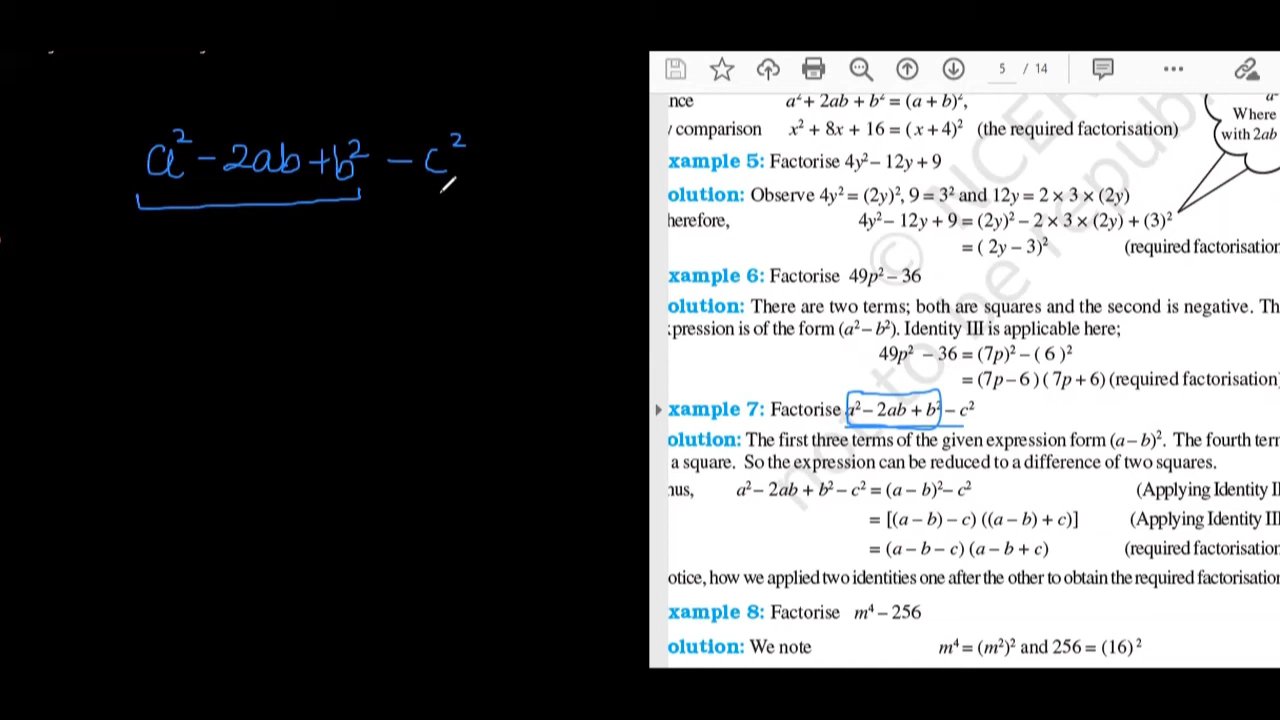 a² - 2ab + b² - c²
5 / 14
nce a² + 2ab + b² = (a + b)²,
Where
comparison x² + 8x + 16 = (x + 4)² (the required factorisation)
with 2ab
xample 5: Factorise 4y² – 12y + 9
olution: Observe 4y² = (2y)², 9 = 3² and 12y = 2 × 3 × (2y)
herefore, 4y² – 12y + 9 = (2y)² – 2 × 3 × (2y) + (3)²
= ( 2y – 3)² (required factorisation
xample 6: Factorise 49p² – 36
olution: There are two terms; both are squares and the second is negative. Th
pression is of the form (a² – b²). Identity III is applicable here;
49p² – 36 = (7p)² – ( 6 )²
= (7p – 6) ( 7p + 6) (required factorisation
xample 7: Factorise a² – 2ab + b² – c²
olution: The first three terms of the given expression form (a – b)². The fourth term
a square. So the expression can be reduced to a difference of two squares.
hus, a² – 2ab + b² – c² = (a – b)² – c² (Applying Identity I
= [(a – b) – c) ((a – b) + c)] (Applying Identity III
= (a – b – c) (a – b + c) (required factorisation
otice, how we applied two identities one after the other to obtain the required factorisation
xample 8: Factorise m⁴ – 256
olution: We note m⁴ = (m²)² and 256 = (16)²
© NCER
not to be republ